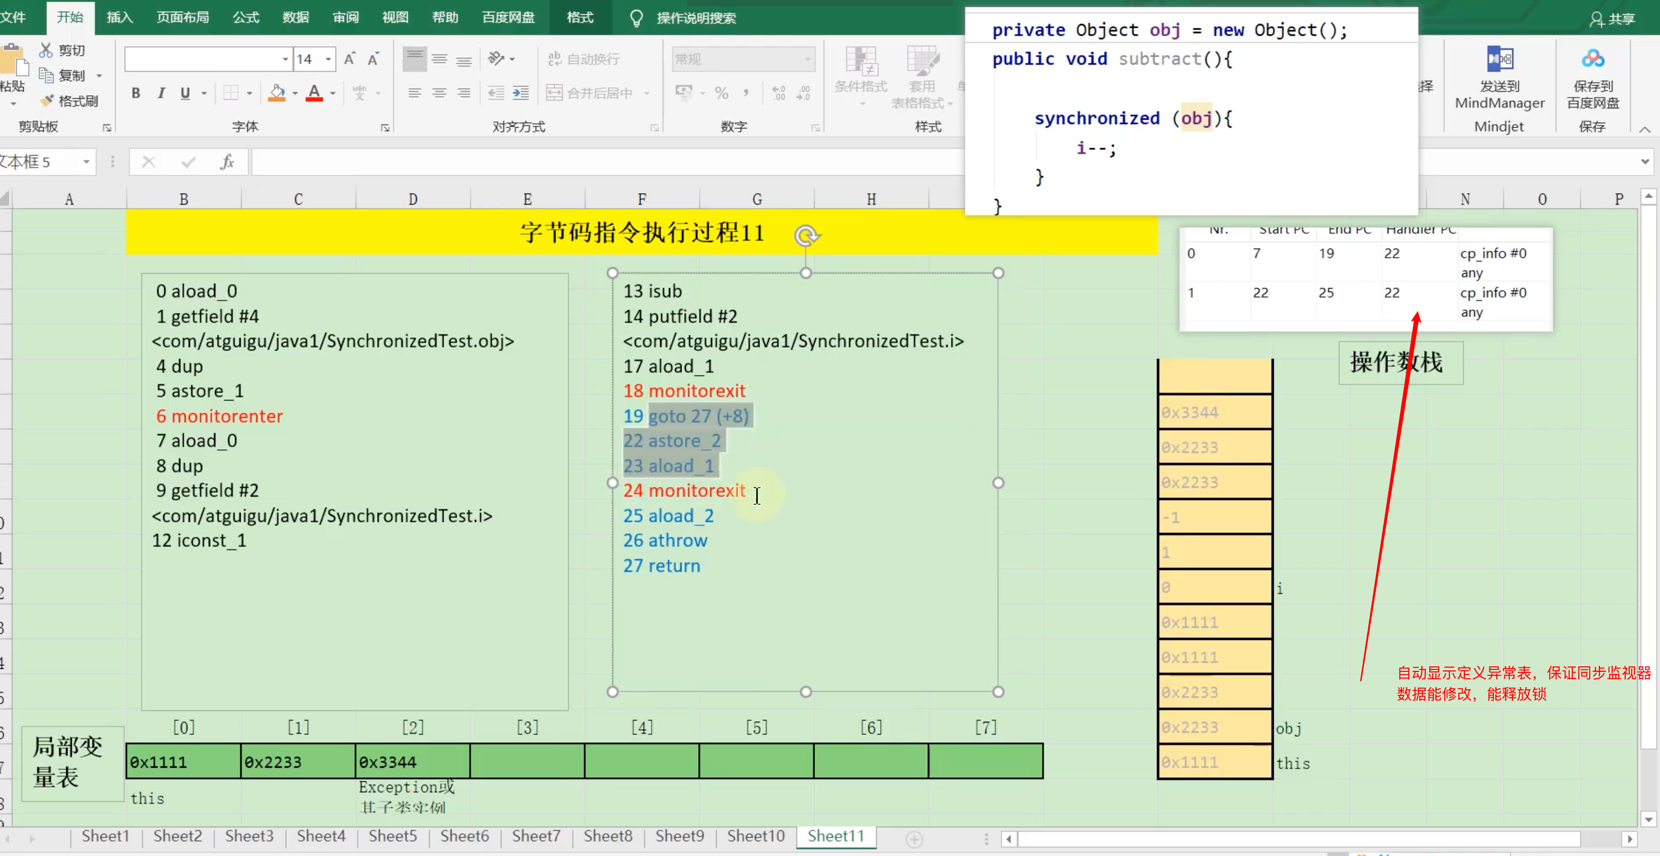 文件 开始 插入 页面布局 公式 数据 审阅 视图 帮助 百度网盘 格式 操作说明搜索 共享
粘贴 剪切
复制
格式刷
剪贴板
14
B I U
字体
自动换行
合并后居中
对齐方式
常规
数字
条件格式 套用
表格格式
样式
发送到
MindManager
Mindjet
保存到
百度网盘
保存
private Object obj = new Object();
public void subtract(){
synchronized (obj){
i--;
}
}
文本框 5
fx
A B C D E F G H N O P
字节码指令执行过程11
0 aload_0
1 getfield #4
<com/atguigu/java1/SynchronizedTest.obj>
4 dup
5 astore_1
6 monitorenter
7 aload_0
8 dup
9 getfield #2
<com/atguigu/java1/SynchronizedTest.i>
12 iconst_1
13 isub
14 putfield #2
<com/atguigu/java1/SynchronizedTest.i>
17 aload_1
18 monitorexit
19 goto 27 (+8)
22 astore_2
23 aload_1
24 monitorexit
25 aload_2
26 athrow
27 return
Nr. Start PC End PC Handler PC
0 7 19 22 cp_info #0
any
1 22 25 22 cp_info #0
any
操作数栈
0x3344
0x2233
0x2233
-1
1
0 i
0x1111
0x1111
0x2233
0x2233 obj
0x1111 this
自动显示定义异常表，保证同步监视器
数据能修改，能释放锁
[0] [1] [2] [3] [4] [5] [6] [7]
局部变
量表
0x1111 0x2233 0x3344
this
Exception或
其子类实例
Sheet1 Sheet2 Sheet3 Sheet4 Sheet5 Sheet6 Sheet7 Sheet8 Sheet9 Sheet10 Sheet11